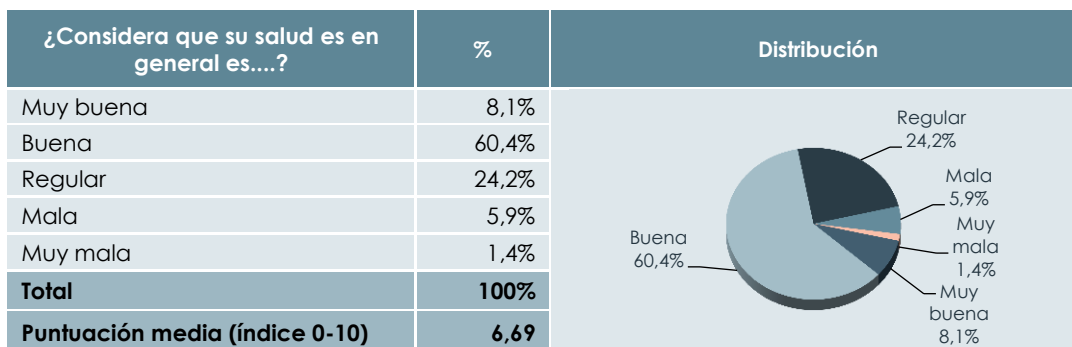 ¿Considera que su salud es en
general es....?
%
Distribución
Muy buena 8,1%
Buena 60,4%
Regular 24,2%
Mala 5,9%
Muy mala 1,4%
Total 100%
Puntuación media (índice 0-10) 6,69
Regular
24,2%
Mala
5,9%
Muy
mala
1,4%
Muy
buena
8,1%
Buena
60,4%